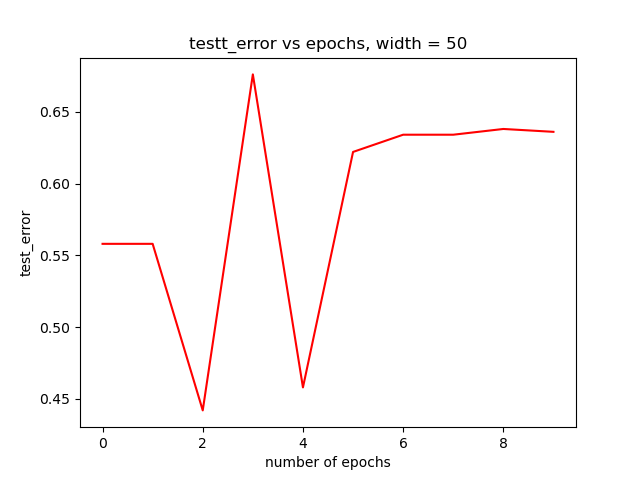 testt_error vs epochs, width = 50
0.65
0.60
0.55
0.50
0.45
test_error
0 2 4 6 8
number of epochs